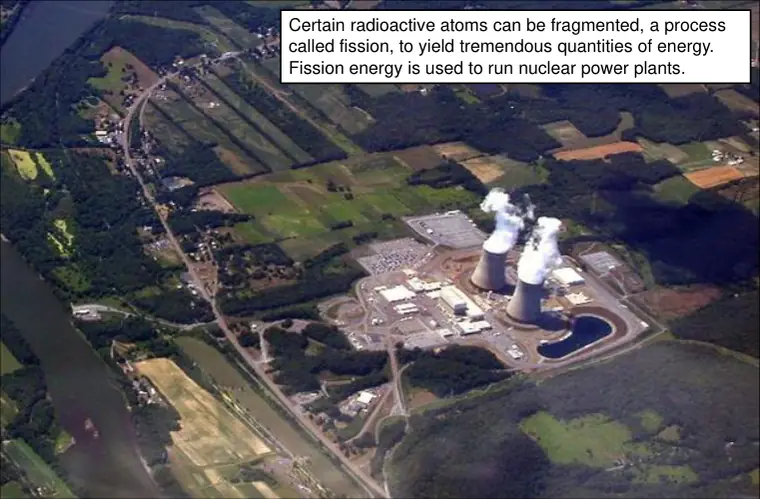 Certain radioactive atoms can be fragmented, a process
called fission, to yield tremendous quantities of energy.
Fission energy is used to run nuclear power plants.